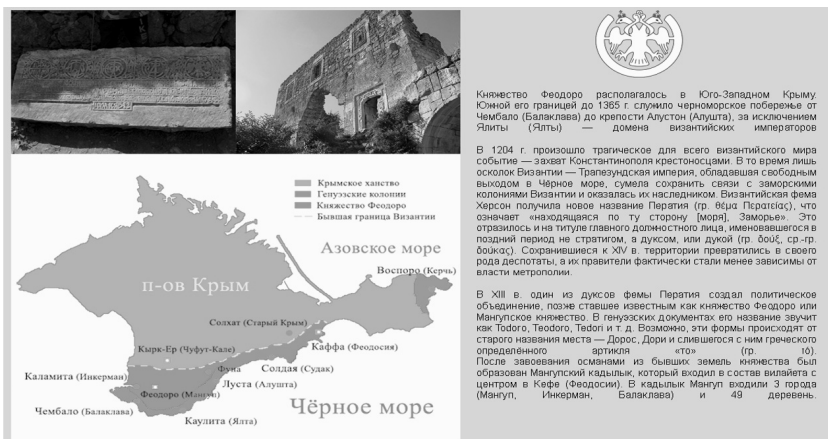 Княжество Феодоро располагалось в Юго-Западном Крыму.
Южной его границей до 1365 г. служило черноморское побережье от
Чембало (Балаклава) до крепости Алустон (Алушта), за исключением
Ялиты (Ялты) — домена византийских императоров
В 1204 г. произошло трагическое для всего византийского мира
событие — захват Константинополя крестоносцами. В то время лишь
осколок Византии — Трапезундская империя, обладавшая свободным
выходом в Чёрное море, сумела сохранить связи с заморскими
колониями Византии и оказалась их наследником. Византийская фема
Херсон получила новое название Ператия (гр. θέμα Περατείας), что
означает «находящаяся по ту сторону [моря], Заморье». Это
отразилось и на титуле главного должностного лица, именовавшегося в
поздний период не стратигом, а дуксом, или дукой (гр. δούξ, ср.-гр.
δούκας). Сохранившиеся к XIV в. территории превратились в своего
рода деспотаты, а их правители фактически стали менее зависимы от
власти метрополии.
В XIII в. один из дуксов фемы Ператия создал политическое
объединение, позже ставшее известным как княжество Феодоро или
Мангупское княжество. В генуэзских документах его название звучит
как Todoro, Teodoro, Tedori и т. д. Возможно, эти формы происходят от
старого названия места — Дорос, Дори и слившегося с ним греческого
определённого артикля «то» (гр. τό).
После завоевания османами из бывших земель княжества был
образован Мангупский кадылык, который входил в состав вилайета с
центром в Кефе (Феодосии). В кадылык Мангуп входили 3 города
(Мангуп, Инкерман, Балаклава) и 49 деревень.
Крымское ханство
Генуэзские колонии
Княжество Феодоро
Бывшая граница Византии
Азовское море
Воспоро (Керчь)
п-ов Крым
Солхат (Старый Крым)
Кырк-Ер (Чуфут-Кале)
Каффа (Феодосия)
Фуна
Солдая (Судак)
Каламита (Инкерман)
Луста (Алушта)
Феодоро (Мангуп)
Чембало (Балаклава)
Чёрное море
Каулита (Ялта)